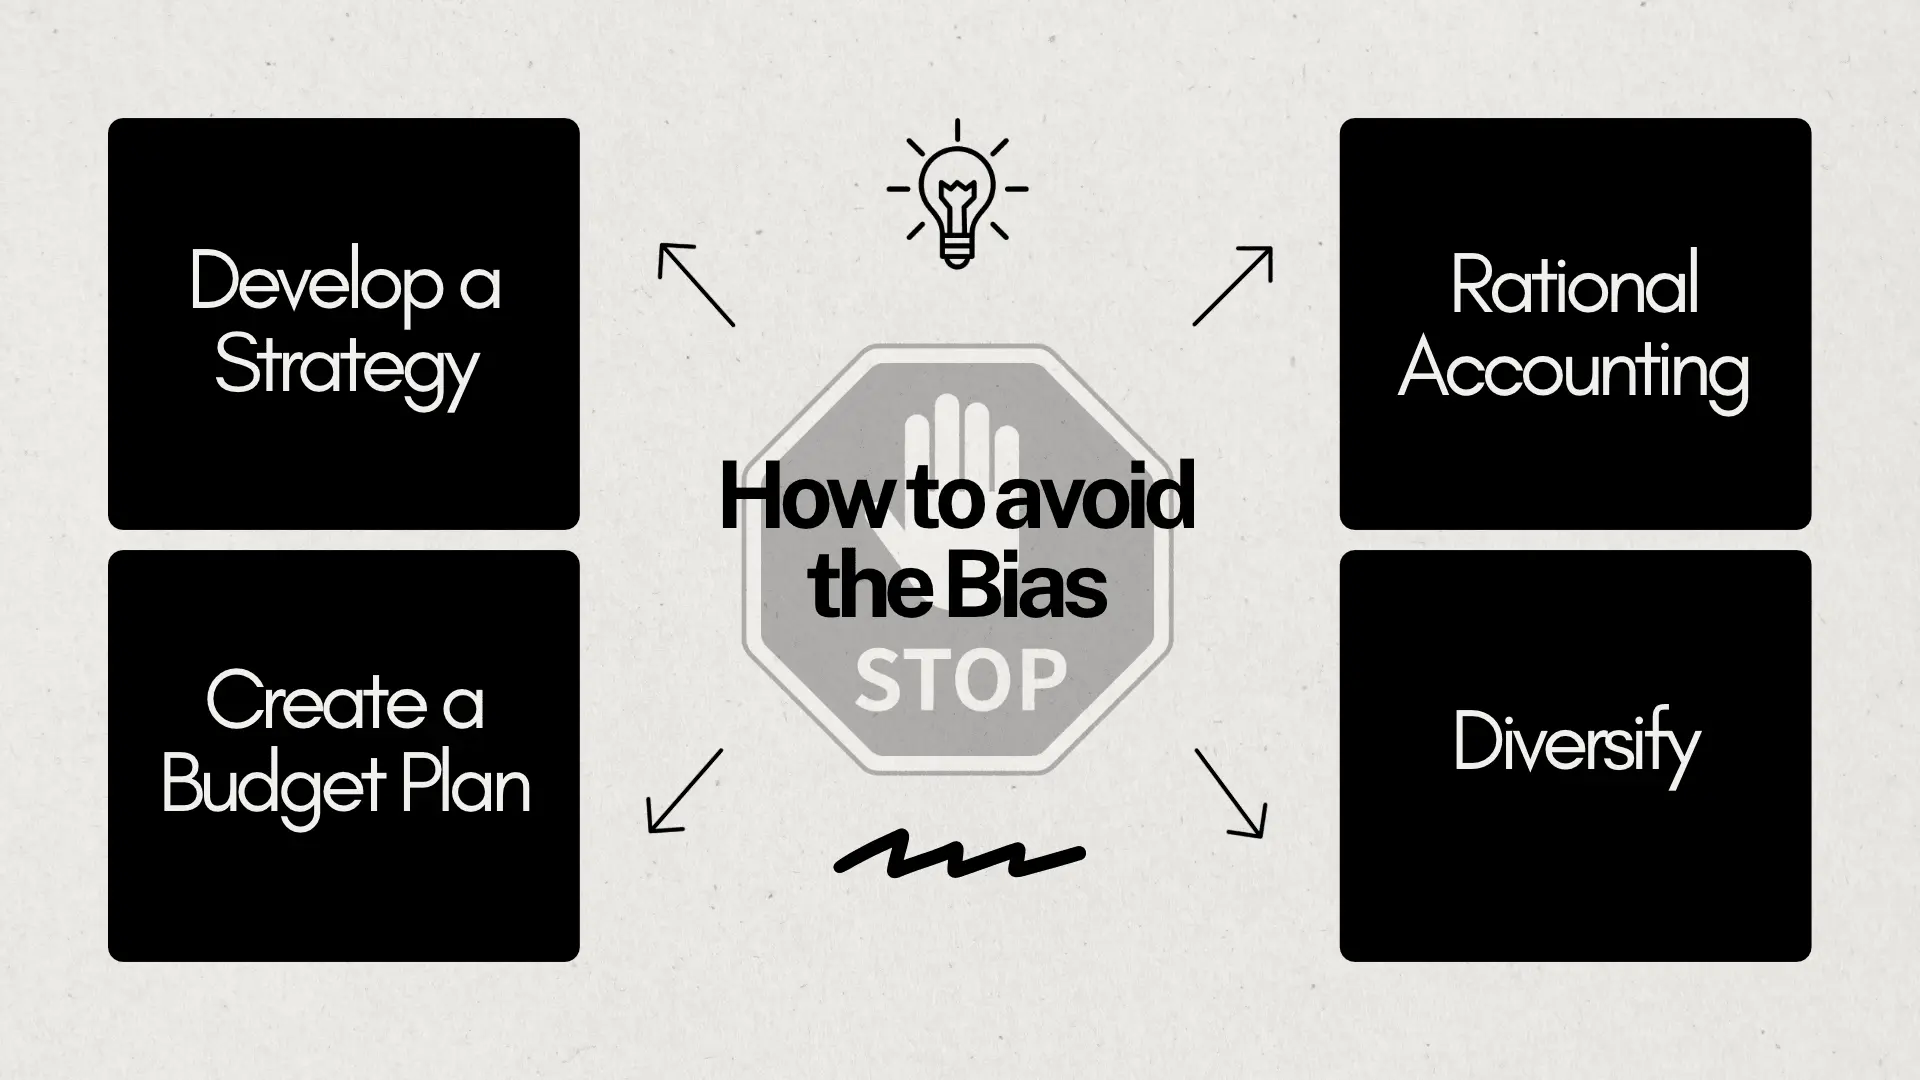 Develop a
Strategy
Rational
Accounting
How to avoid
the Bias
STOP
Create a
Budget Plan
Diversify